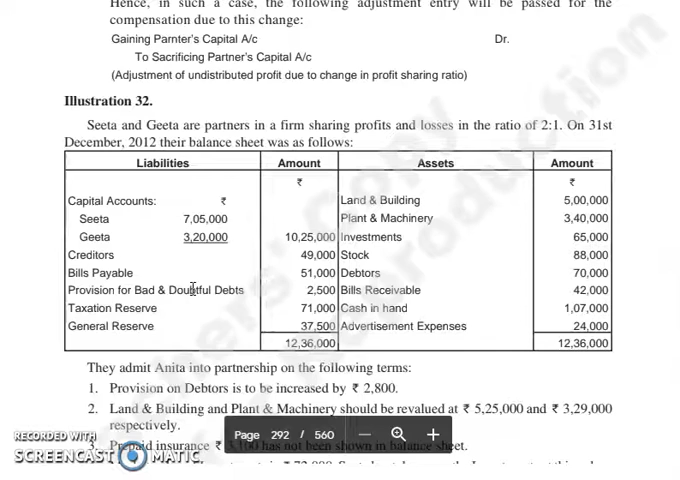 Hence, in such a case, the following adjustment entry will be passed for the
compensation due to this change:
Gaining Parnter's Capital A/c Dr.
To Sacrificing Partner's Capital A/c
(Adjustment of undistributed profit due to change in profit sharing ratio)
Illustration 32.
Seeta and Geeta are partners in a firm sharing profits and losses in the ratio of 2:1. On 31st
December, 2012 their balance sheet was as follows:
Liabilities Amount Assets Amount
₹ ₹
Capital Accounts: ₹ Land & Building 5,00,000
Seeta 7,05,000 Plant & Machinery 3,40,000
Geeta 3,20,000 10,25,000 Investments 65,000
Creditors 49,000 Stock 88,000
Bills Payable 51,000 Debtors 70,000
Provision for Bad & Doubtful Debts 2,500 Bills Receivable 42,000
Taxation Reserve 71,000 Cash in hand 1,07,000
General Reserve 37,500 Advertisement Expenses 24,000
12,36,000 12,36,000
They admit Anita into partnership on the following terms:
1. Provision on Debtors is to be increased by ₹ 2,800.
2. Land & Building and Plant & Machinery should be revalued at ₹ 5,25,000 and ₹ 3,29,000
respectively.
3. Prepaid insurance ₹ 3,100 has not been shown in balance sheet.
Page 292 / 560
RECORDED WITH
SCREENCAST MATIC